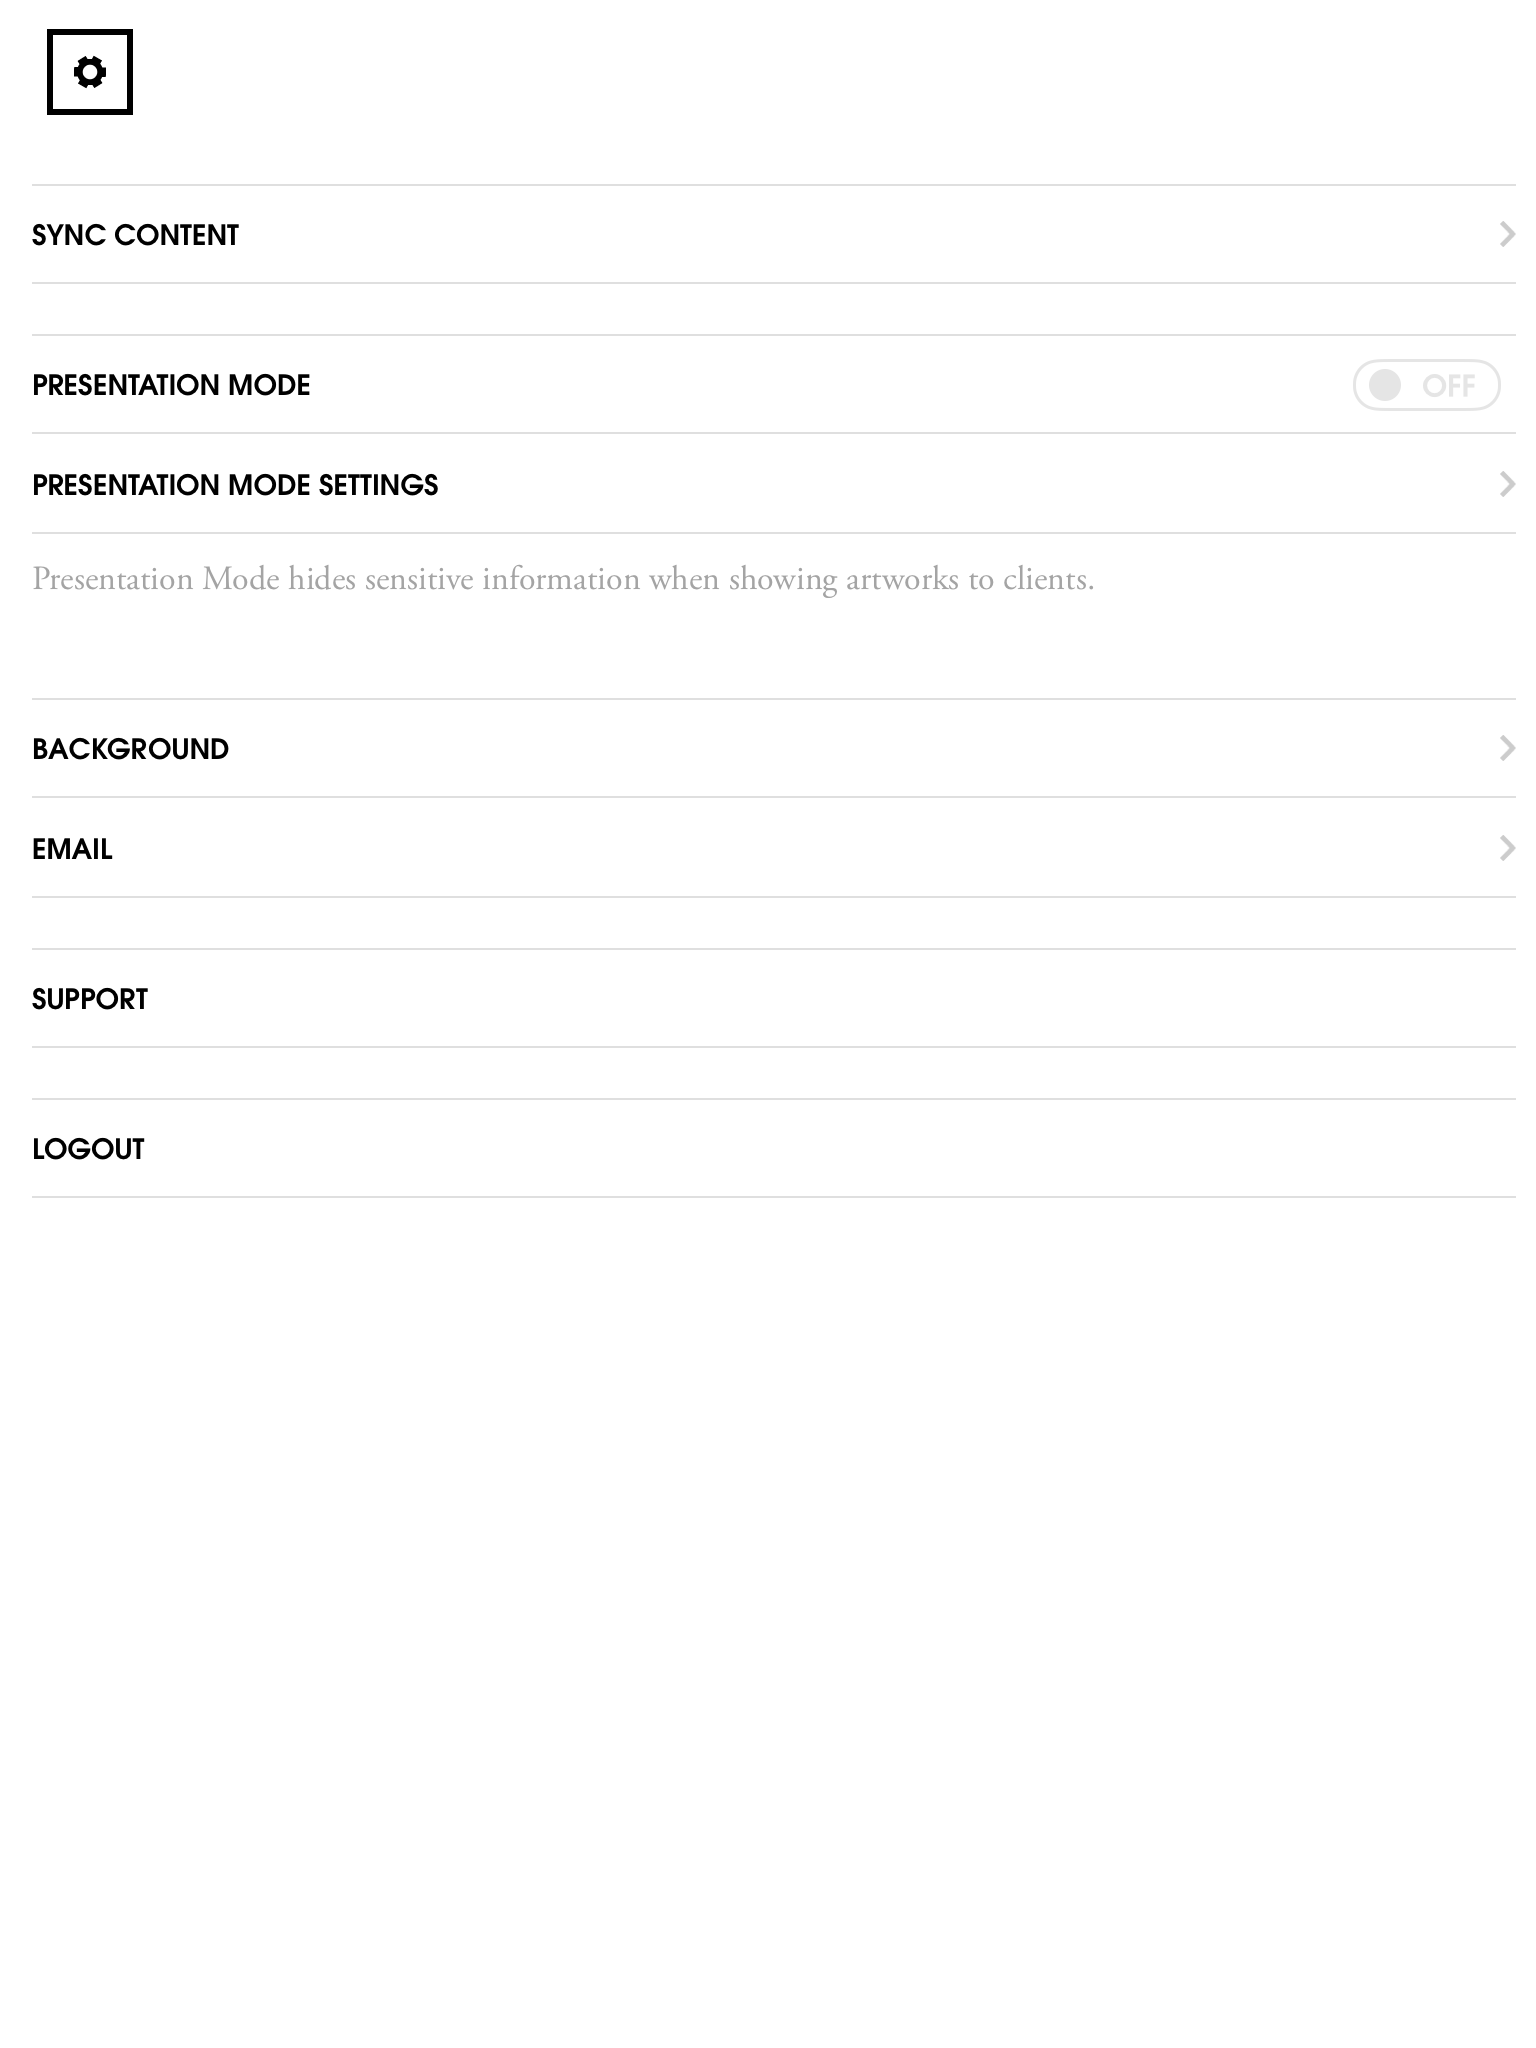 SYNC CONTENT
PRESENTATION MODE
OFF
PRESENTATION MODE SETTINGS
Presentation Mode hides sensitive information when showing artworks to clients.
BACKGROUND
EMAIL
SUPPORT
LOGOUT